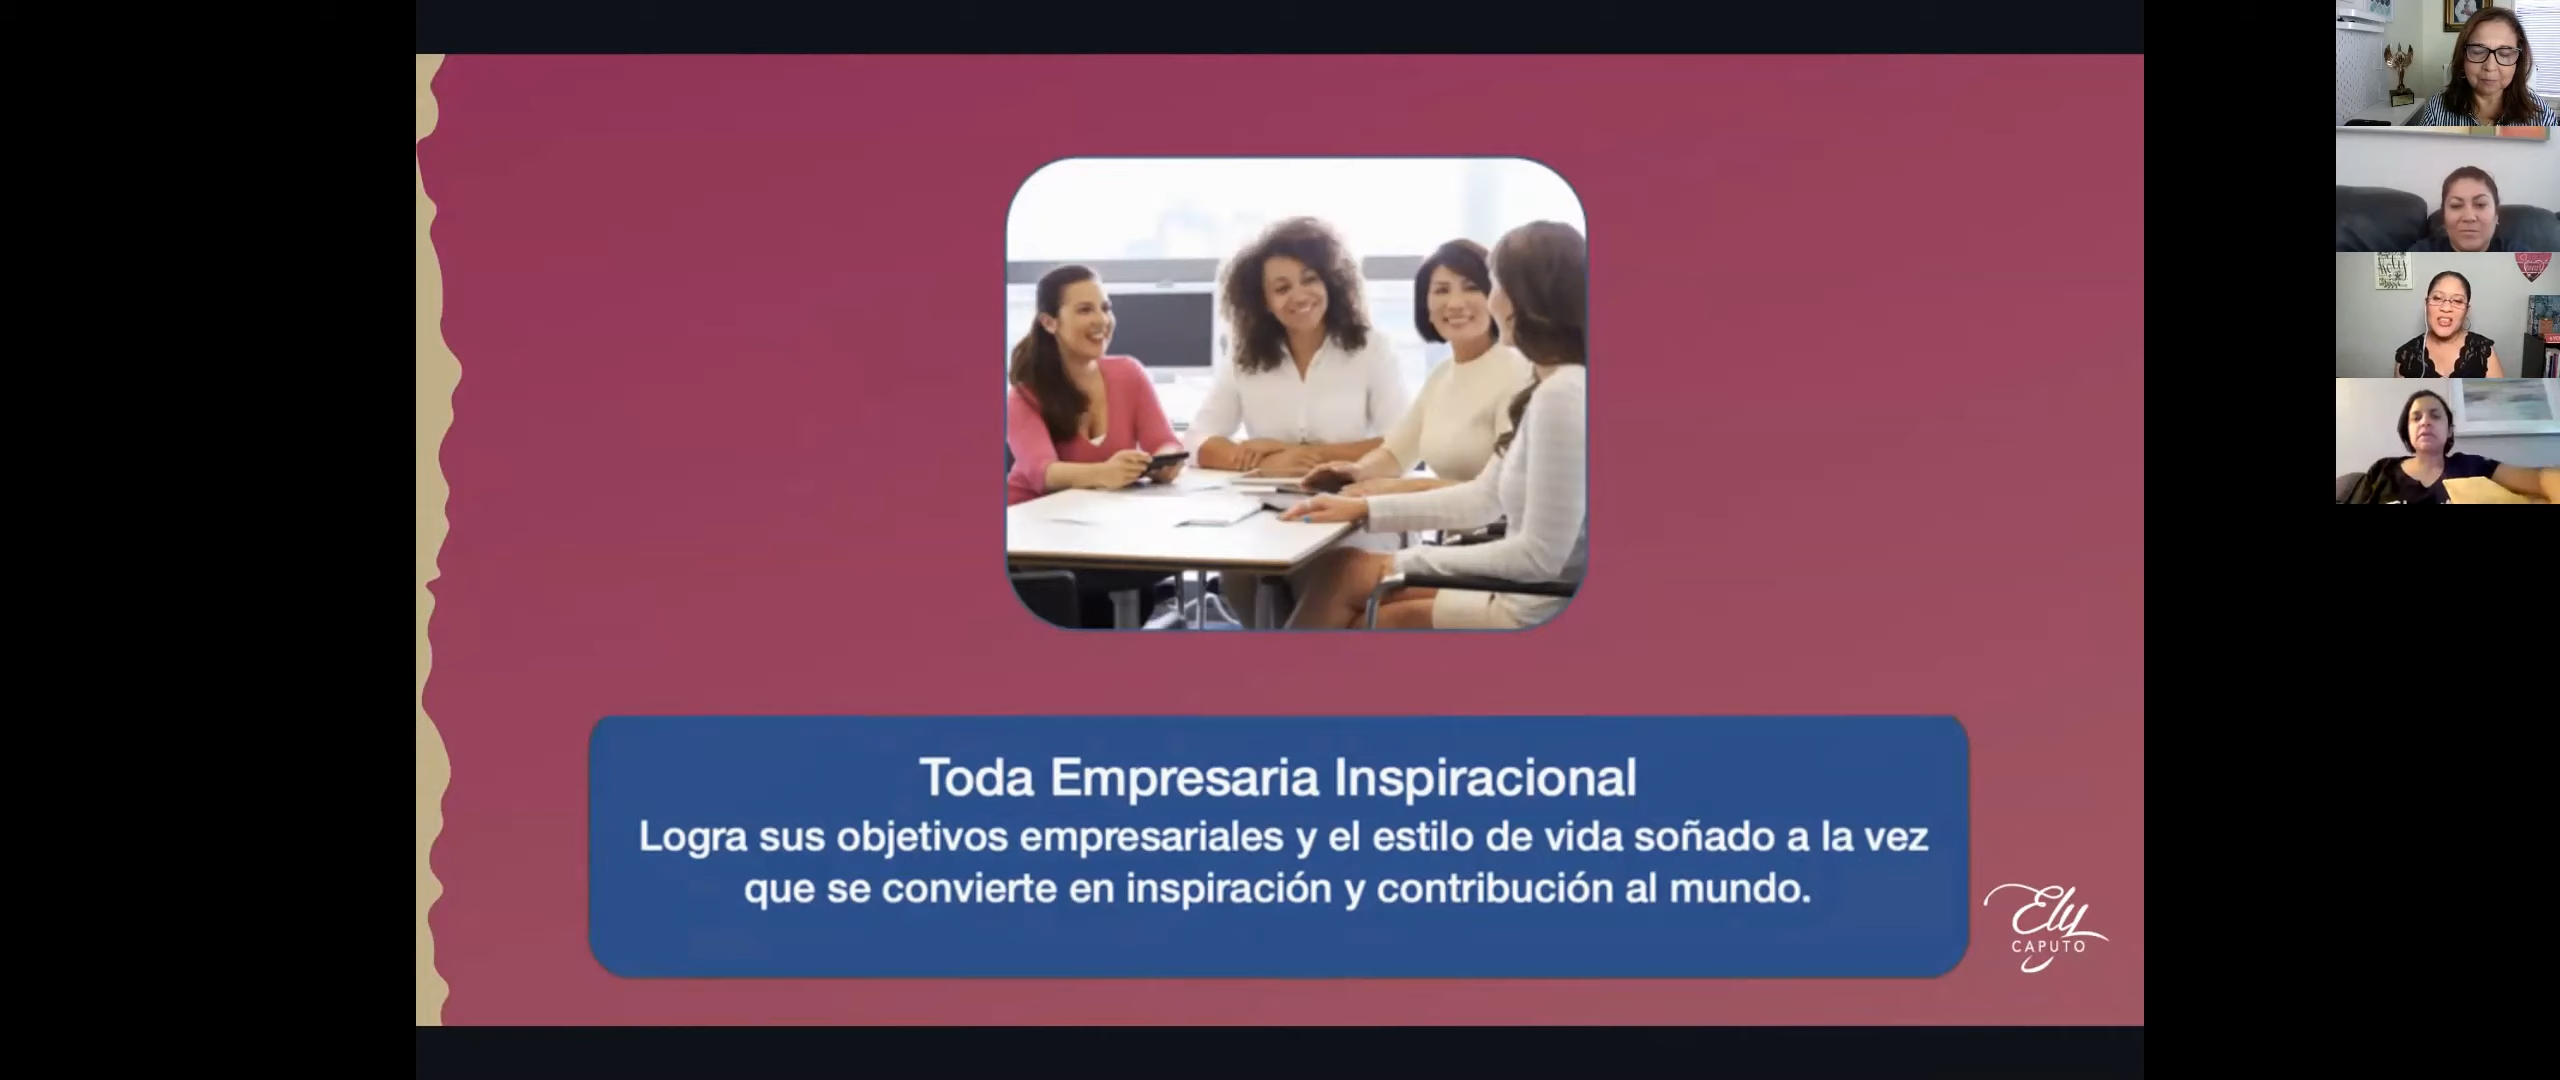 Toda Empresaria Inspiracional
Logra sus objetivos empresariales y el estilo de vida soñado a la vez
que se convierte en inspiración y contribución al mundo.
Ely
CAPUTO